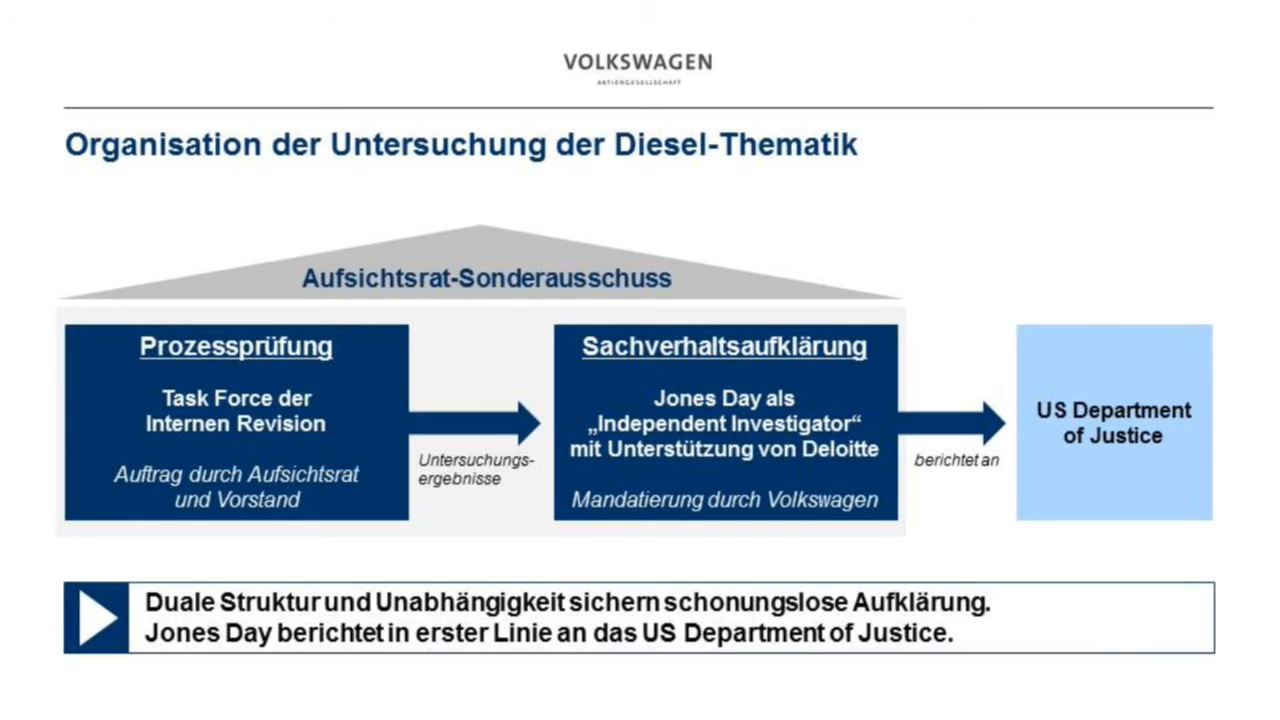 VOLKSWAGEN
AKTIENGESELLSCHAFT
Organisation der Untersuchung der Diesel-Thematik
Aufsichtsrat-Sonderausschuss
Prozessprüfung
Task Force der
Internen Revision
Auftrag durch Aufsichtsrat
und Vorstand
Untersuchungs-
ergebnisse
Sachverhaltsaufklärung
Jones Day als
„Independent Investigator“
mit Unterstützung von Deloitte
Mandatierung durch Volkswagen
berichtet an
US Department
of Justice
Duale Struktur und Unabhängigkeit sichern schonungslose Aufklärung.
Jones Day berichtet in erster Linie an das US Department of Justice.